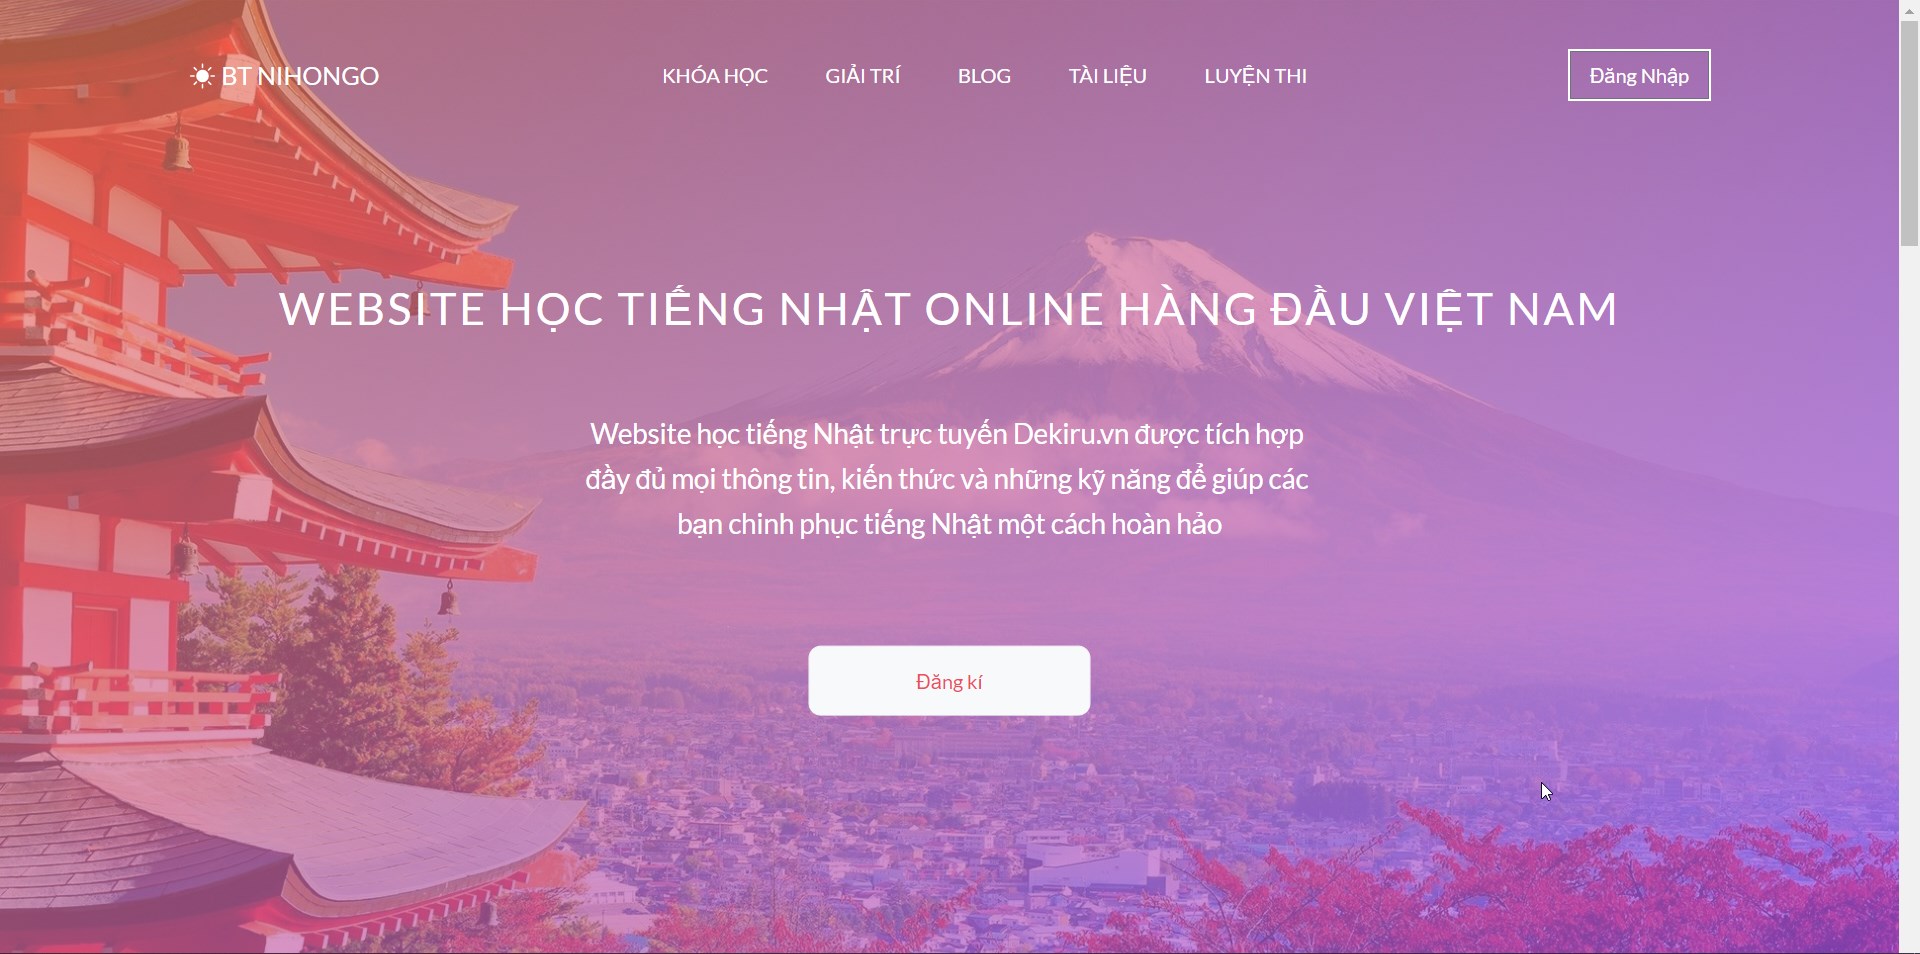 BT NIHONGO
KHÓA HỌC
GIẢI TRÍ
BLOG
TÀI LIỆU
LUYỆN THI
Đăng Nhập
WEBSITE HỌC TIẾNG NHẬT ONLINE HÀNG ĐẦU VIỆT NAM
Website học tiếng Nhật trực tuyến Dekiru.vn được tích hợp
đầy đủ mọi thông tin, kiến thức và những kỹ năng để giúp các
bạn chinh phục tiếng Nhật một cách hoàn hảo
Đăng kí